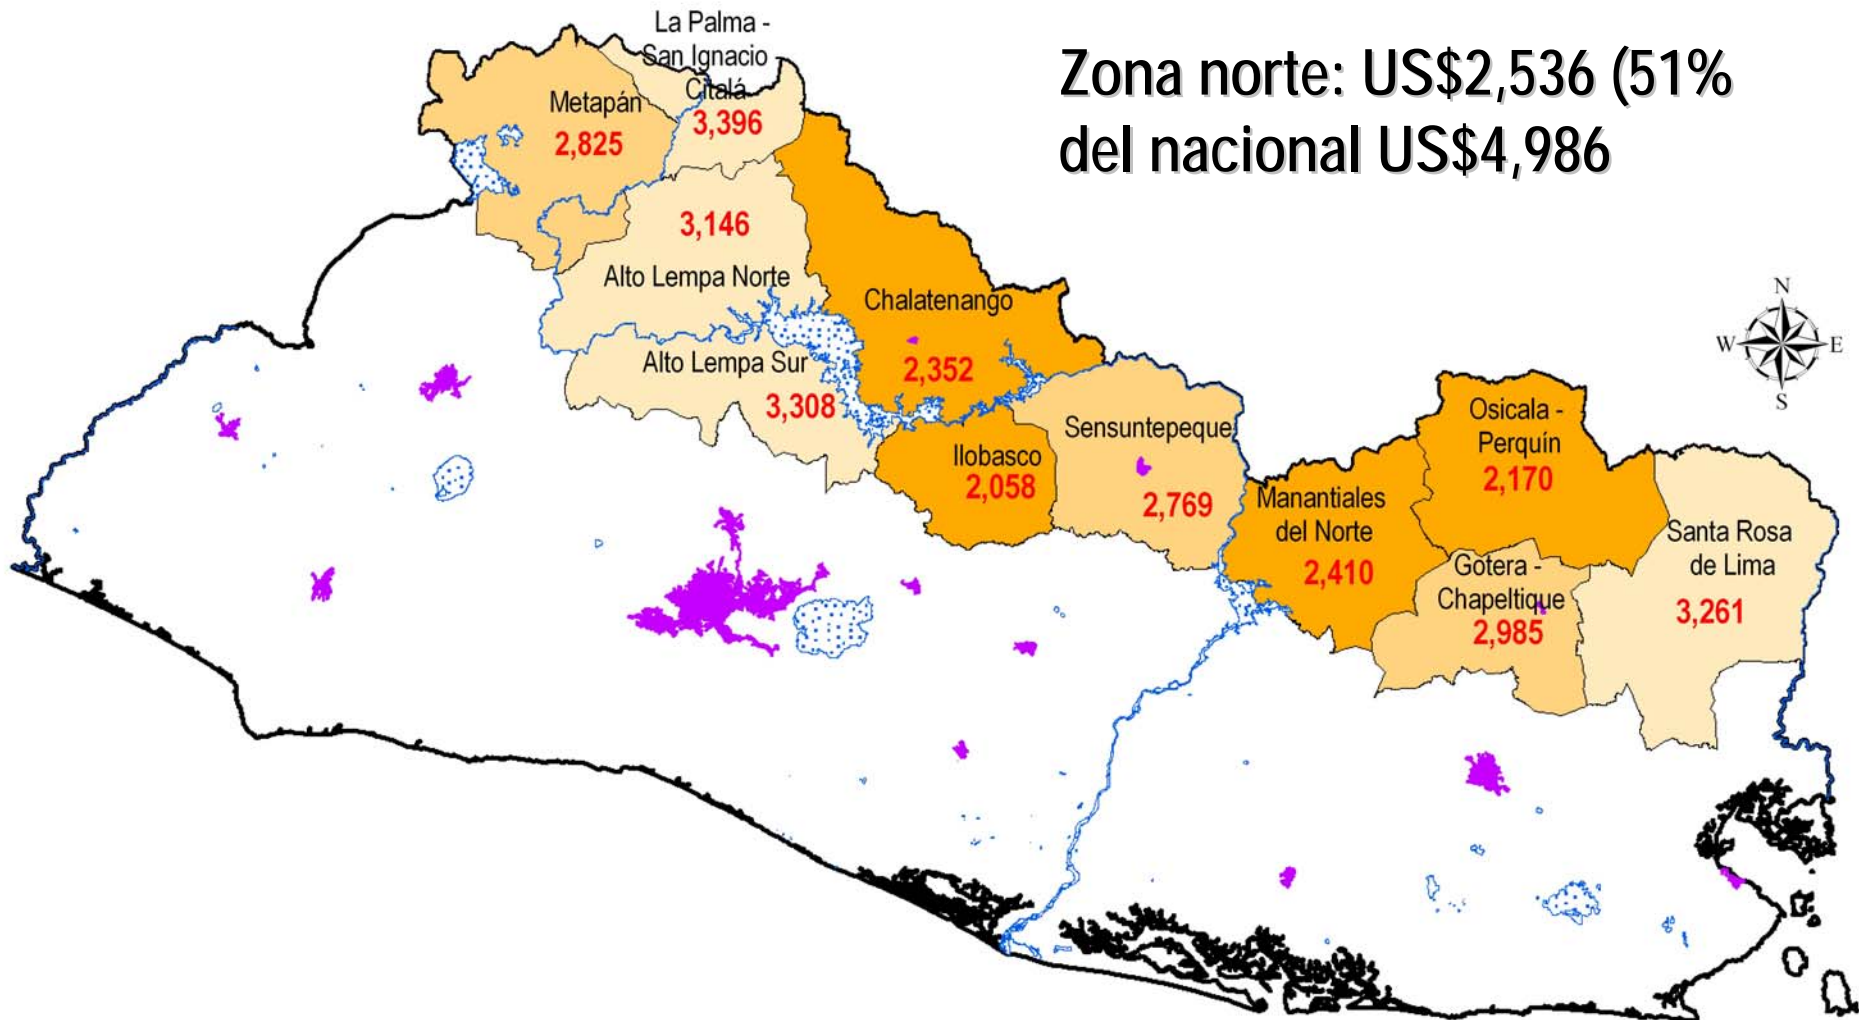 La Palma -
San Ignacio -
Citalá
3,396
Zona norte: US$2,536 (51%
del nacional US$4,986
Metapán
2,825
3,146
Alto Lempa Norte
Chalatenango
2,352
Alto Lempa Sur
3,308
Ilobasco
2,058
Sensuntepeque
2,769
Manantiales
del Norte
2,410
Osicala -
Perquín
2,170
Gotera -
Chapeltique
2,985
Santa Rosa
de Lima
3,261
N
W
E
S